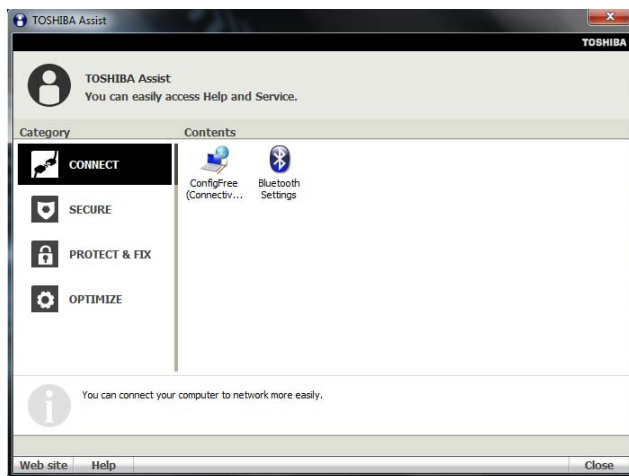 TOSHIBA Assist
TOSHIBA
TOSHIBA Assist
You can easily access Help and Service.
Category
Contents
CONNECT
SECURE
PROTECT & FIX
OPTIMIZE
ConfigFree
(Connectiv...
Bluetooth
Settings
You can connect your computer to network more easily.
Web site
Help
Close